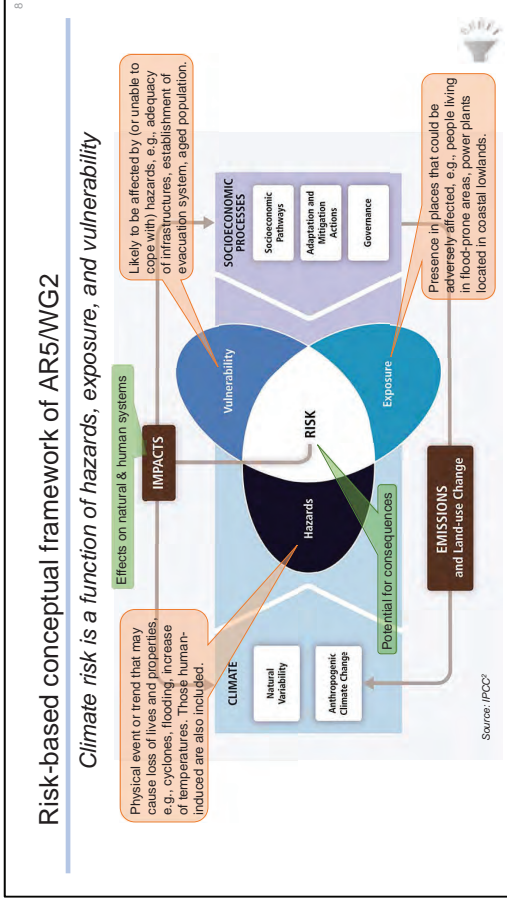 8
Risk-based conceptual framework of AR5/WG2
Climate risk is a function of hazards, exposure, and vulnerability
Physical event or trend that may
cause loss of lives and properties,
e.g., cyclones, flooding, increase
of temperatures. Those human-
induced are also included.
Effects on natural & human systems
Likely to be affected by (or unable to
cope with) hazards, e.g., adequacy
of infrastructures, establishment of
evacuation system, aged population.
IMPACTS
CLIMATE
Natural
Variability
Anthropogenic
Climate Change
Vulnerability
Hazards
RISK
Exposure
SOCIOECONOMIC
PROCESSES
Socioeconomic
Pathways
Adaptation and
Mitigation
Actions
Governance
Potential for consequences
Presence in places that could be
adversely affected, e.g., people living
in flood-prone areas, power plants
located in coastal lowlands.
EMISSIONS
and Land-use Change
Source: IPCC²